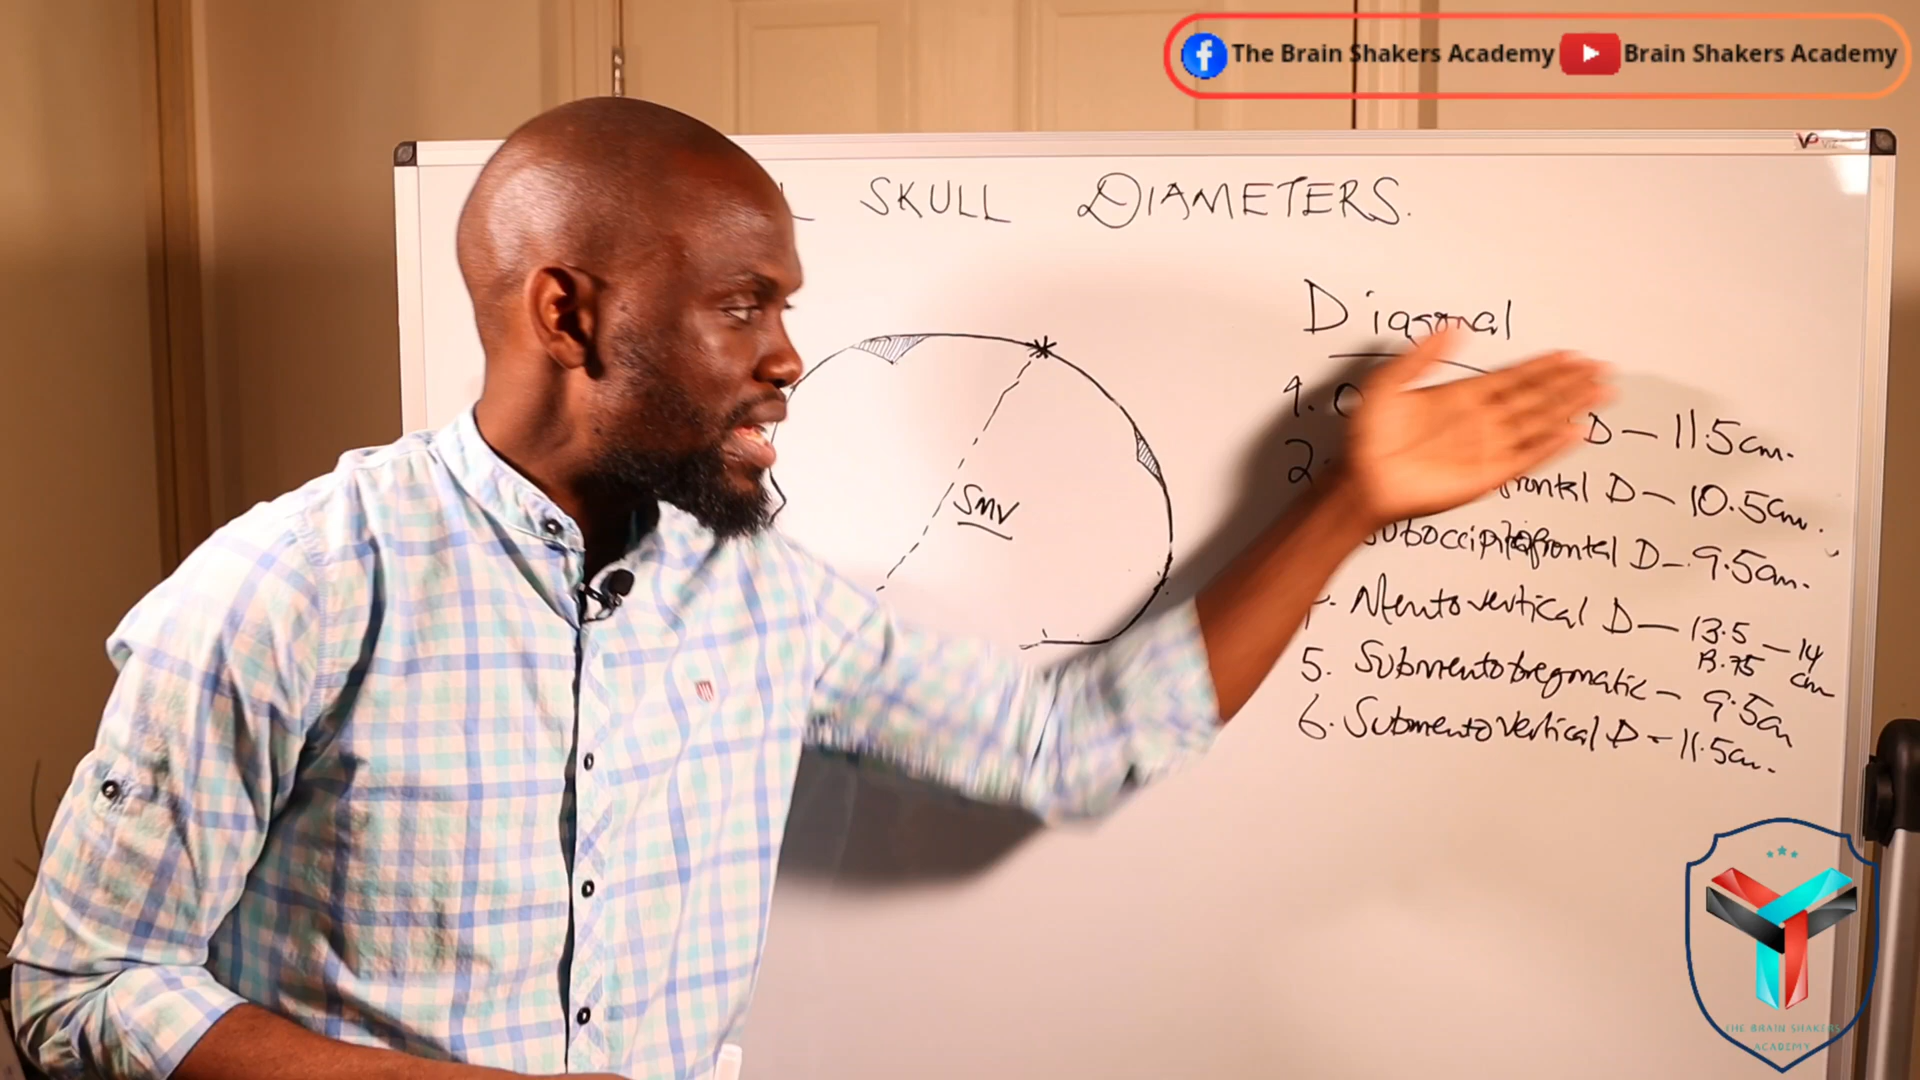 The Brain Shakers Academy Brain Shakers Academy
SKULL DIAMETERS.
Diagonal
1. O D - 11.5cm.
2. frontal D - 10.5cm.
D - 9.5cm.
Mentovertical D - 13.5 - 14
13.75 cm
5. Submentobregmatic - 9.5cm
6. Submentovertical D - 11.5cm.
SMV
THE BRAIN SHAKERS
ACADEMY